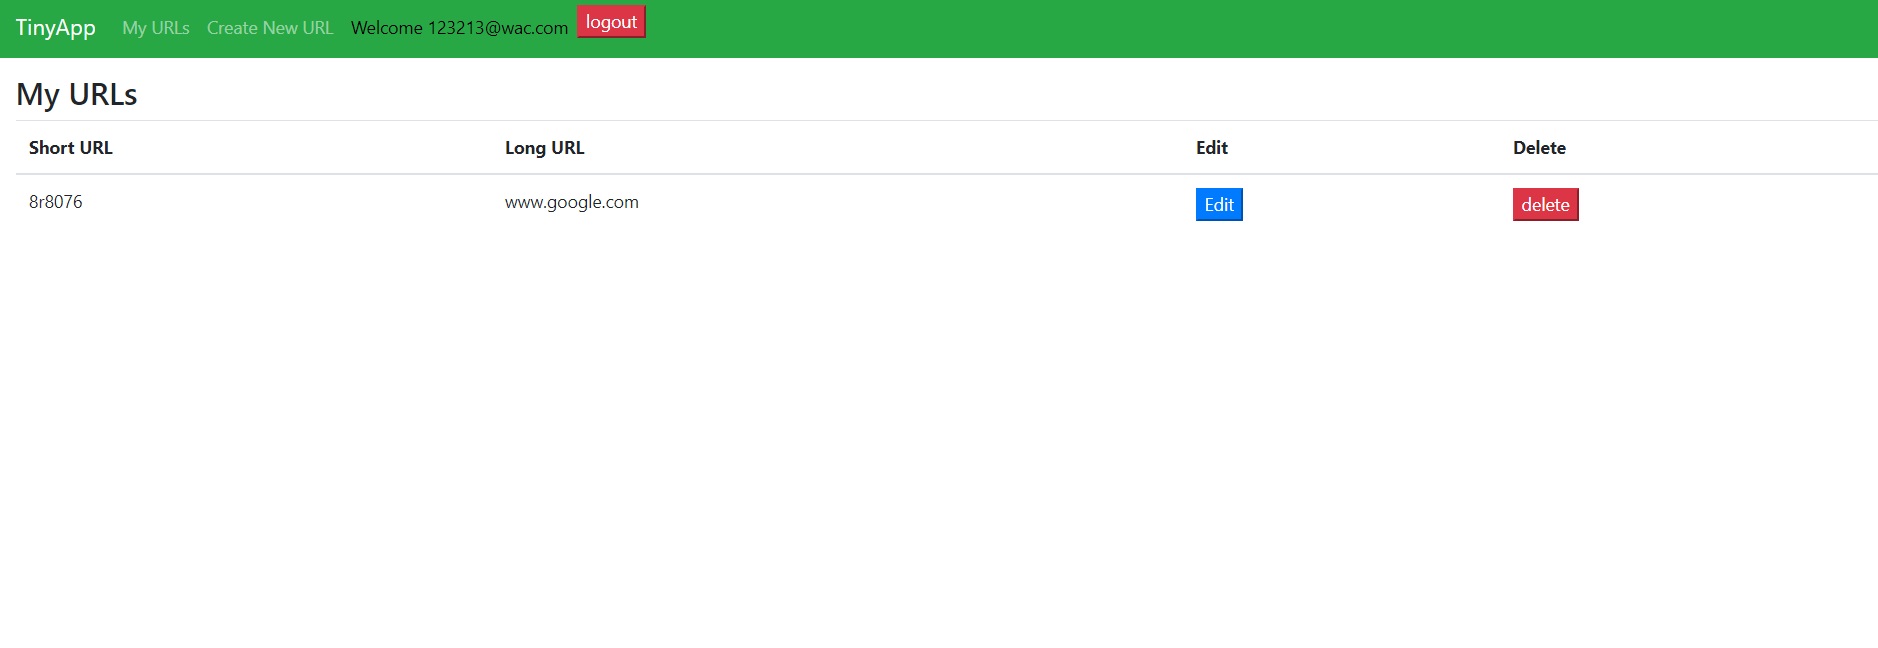 TinyApp My URLs Create New URL Welcome 123213@wac.com logout
My URLs
Short URL Long URL Edit Delete
8r8076 www.google.com Edit delete